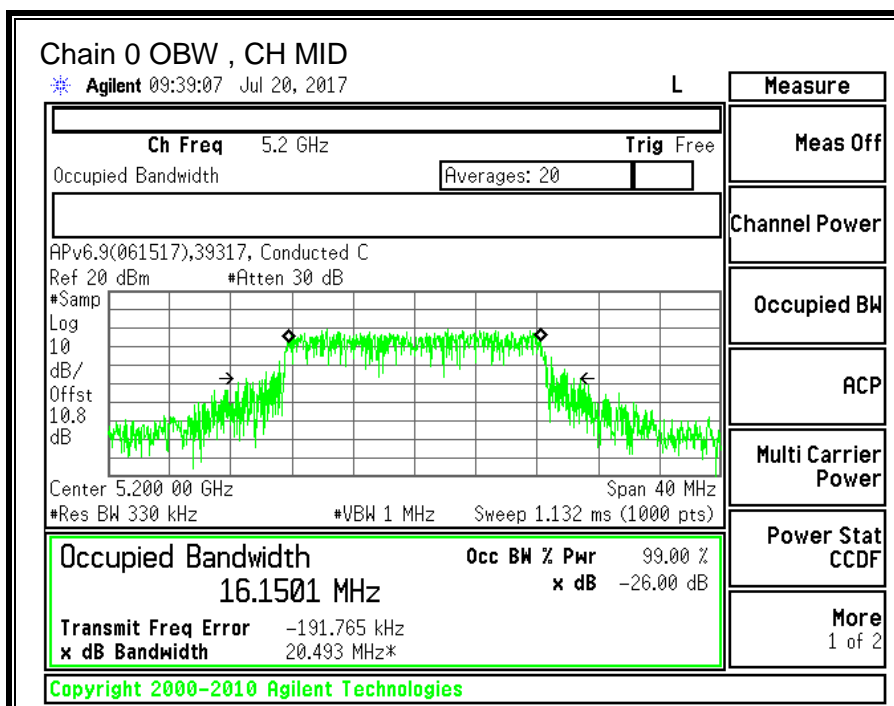 Chain 0 OBW , CH MID
Agilent 09:39:07 Jul 20, 2017 L
Measure
Ch Freq 5.2 GHz Trig Free
Meas Off
Occupied Bandwidth Averages: 20
Channel Power
APv6.9(061517),39317, Conducted C
Ref 20 dBm #Atten 30 dB
#Samp
Log
10
dB/
Offst
10.8
dB
Occupied BW
ACP
Multi Carrier
Power
Center 5.200 00 GHz Span 40 MHz
#Res BW 330 kHz #VBW 1 MHz Sweep 1.132 ms (1000 pts)
Power Stat
CCDF
Occupied Bandwidth Occ BW % Pwr 99.00 %
16.1501 MHz x dB -26.00 dB
Transmit Freq Error -191.765 kHz
x dB Bandwidth 20.493 MHz*
More
1 of 2
Copyright 2000-2010 Agilent Technologies